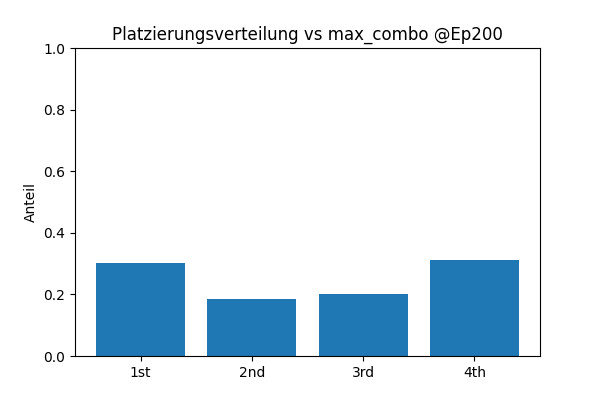 Platzierungsverteilung vs max_combo @Ep200
1.0
0.8
0.6
0.4
0.2
0.0
Anteil
1st
2nd
3rd
4th